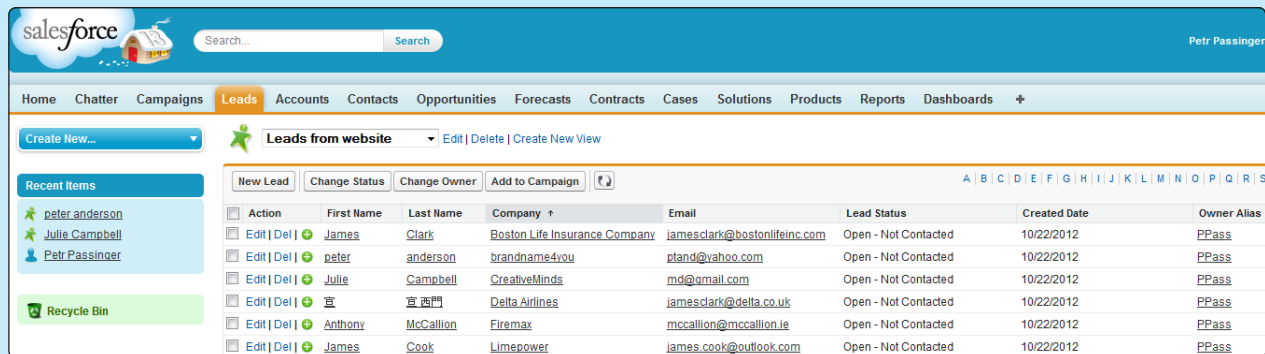 salesforce
Search... Search
Petr Passinger
Home Chatter Campaigns Leads Accounts Contacts Opportunities Forecasts Contracts Cases Solutions Products Reports Dashboards +
Create New...
Leads from website Edit | Delete | Create New View
Recent Items
peter anderson
Julie Campbell
Petr Passinger
Recycle Bin
New Lead Change Status Change Owner Add to Campaign A | B | C | D | E | F | G | H | I | J | K | L | M | N | O | P | Q | R | S
Action First Name Last Name Company ↑ Email Lead Status Created Date Owner Alias
Edit | Del | James Clark Boston Life Insurance Company jamesclark@bostonlifeinc.com Open - Not Contacted 10/22/2012 PPass
Edit | Del | peter anderson brandname4you ptand@yahoo.com Open - Not Contacted 10/22/2012 PPass
Edit | Del | Julie Campbell CreativeMinds md@gmail.com Open - Not Contacted 10/22/2012 PPass
Edit | Del | 宣 宣 西門 Delta Airlines jamesclark@delta.co.uk Open - Not Contacted 10/22/2012 PPass
Edit | Del | Anthony McCallion Firemax mccallion@mccallion.ie Open - Not Contacted 10/22/2012 PPass
Edit | Del | James Cook Limepower james.cook@outlook.com Open - Not Contacted 10/22/2012 PPass